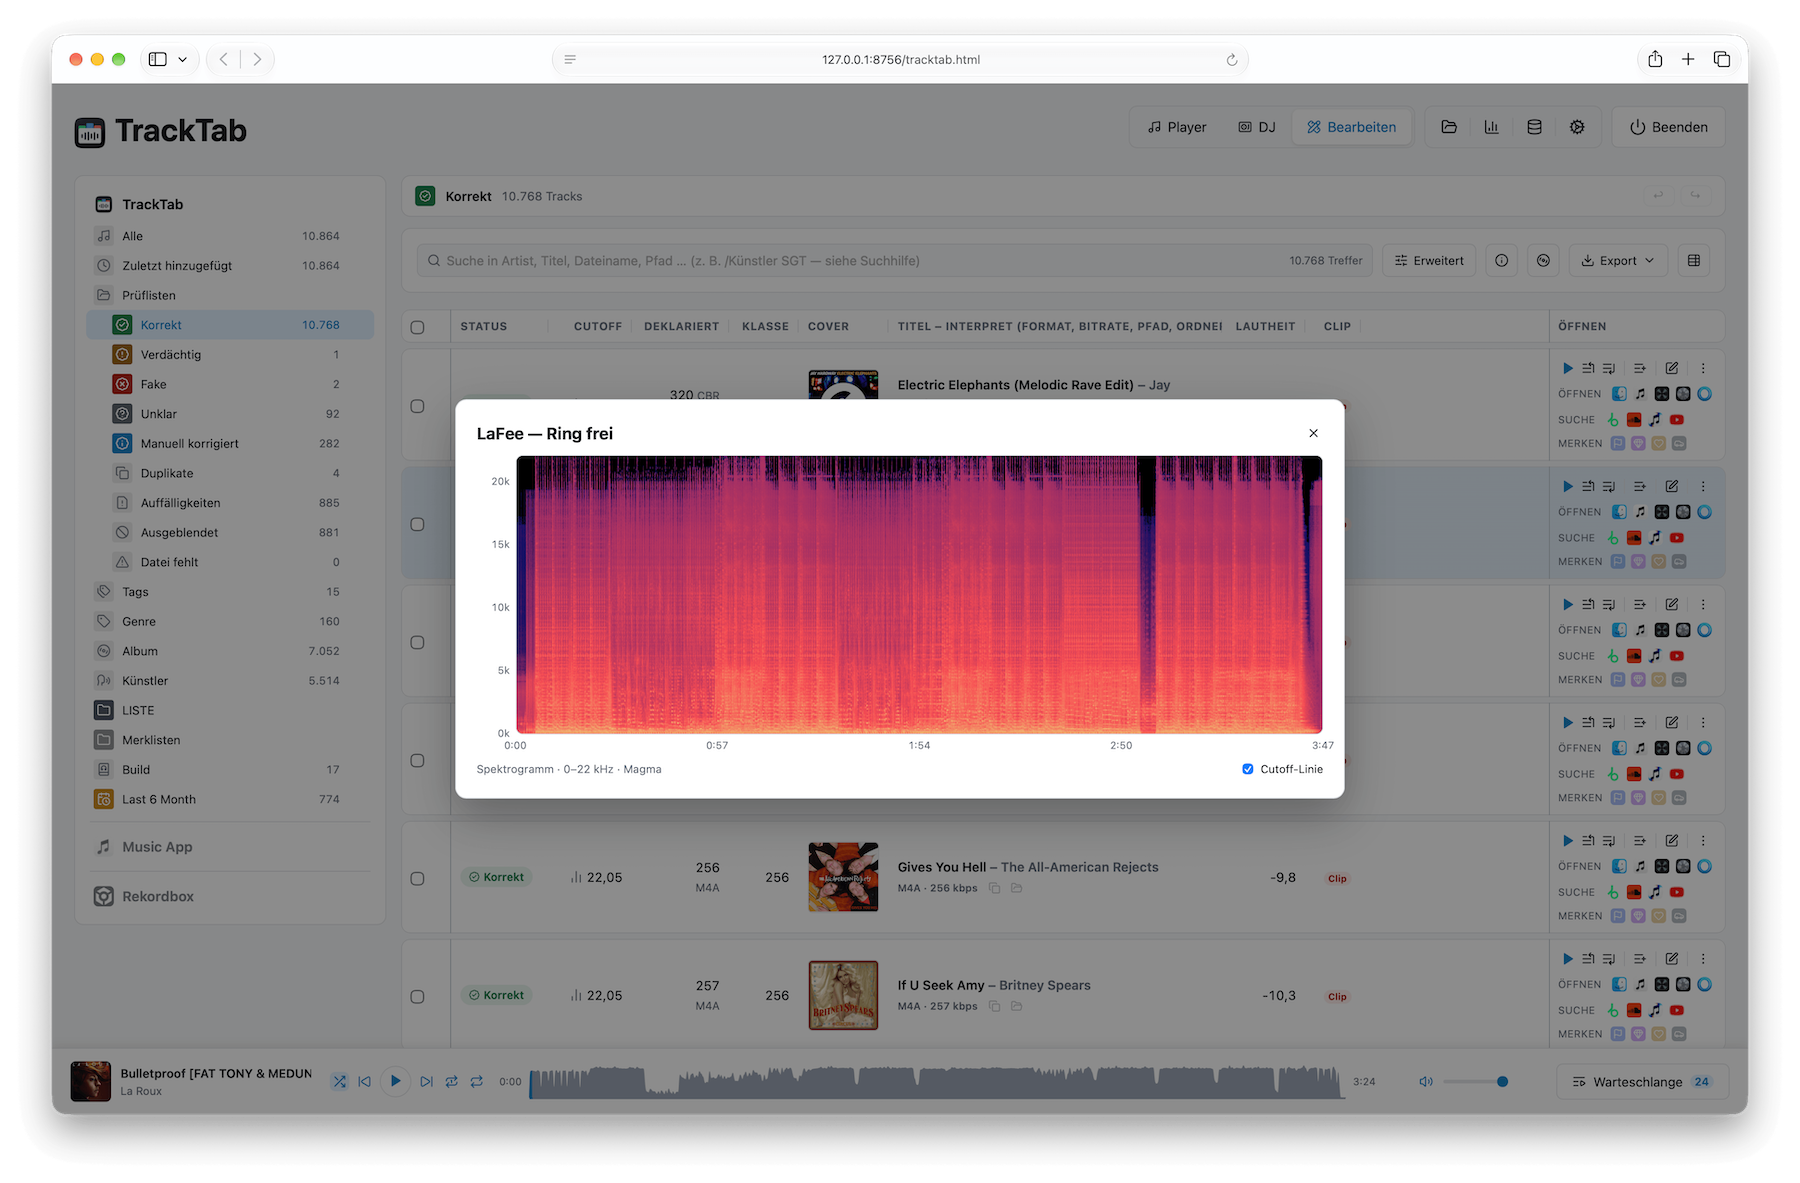 127.0.0.1:8756/tracktab.html
TrackTab
Player
DJ
Bearbeiten
Beenden
TrackTab
Alle 10.864
Zuletzt hinzugefügt 10.864
Prüflisten
Korrekt 10.768
Verdächtig 1
Fake 2
Unklar 92
Manuell korrigiert 282
Duplikate 4
Auffälligkeiten 885
Ausgeblendet 881
Datei fehlt 0
Tags 15
Genre 160
Album 7.052
Künstler 5.514
LISTE
Merklisten
Build 17
Last 6 Month 774
Music App
Rekordbox
Korrekt 10.768 Tracks
Suche in Artist, Titel, Dateiname, Pfad ... (z. B. /Künstler SGT — siehe Suchhilfe) 10.768 Treffer
Erweitert
Export
STATUS CUTOFF DEKLARIERT KLASSE COVER TITEL – INTERPRET (FORMAT, BITRATE, PFAD, ORDNEI LAUTHEIT CLIP ÖFFNEN
320 CBR
Electric Elephants (Melodic Rave Edit) – Jay
ÖFFNEN
SUCHE
MERKEN
ÖFFNEN
SUCHE
MERKEN
ÖFFNEN
SUCHE
MERKEN
ÖFFNEN
SUCHE
MERKEN
LaFee — Ring frei
20k
15k
10k
5k
0k
0:00 0:57 1:54 2:50 3:47
Spektrogramm · 0–22 kHz · Magma
Cutoff-Linie
Korrekt 22,05 256 M4A 256
Gives You Hell – The All-American Rejects
M4A · 256 kbps
-9,8 Clip
ÖFFNEN
SUCHE
MERKEN
Korrekt 22,05 257 M4A 256
BRITNEY SPEARS
If U Seek Amy – Britney Spears
M4A · 257 kbps
-10,3 Clip
ÖFFNEN
SUCHE
MERKEN
Bulletproof [FAT TONY & MEDUN
La Roux
0:00
3:24
Warteschlange 24